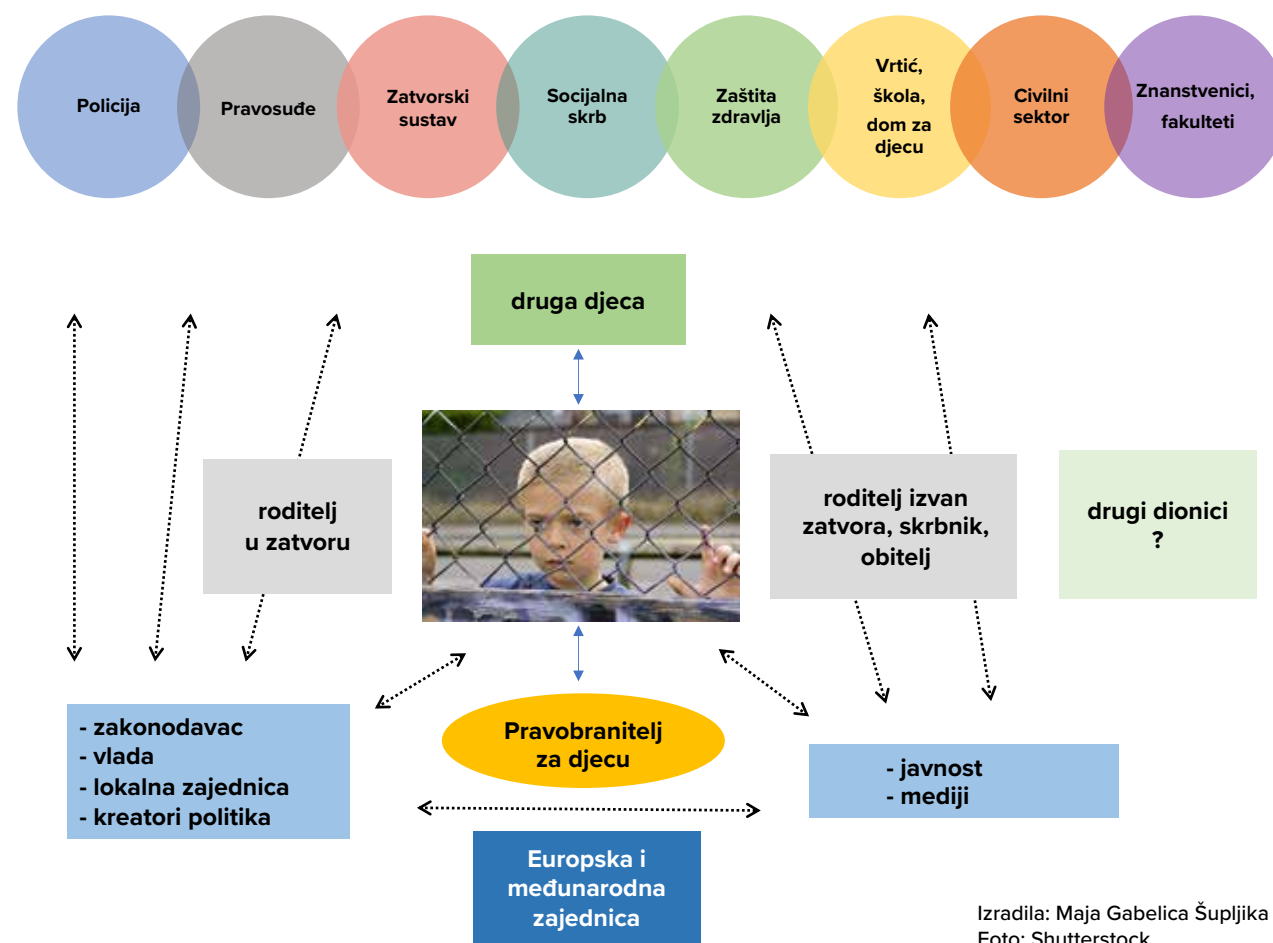 Policija
Pravosuđe
Zatvorski
sustav
Socijalna
skrb
Zaštita
zdravlja
Vrtić,
škola,
dom za
djecu
Civilni
sektor
Znanstvenici,
fakulteti
druga djeca
roditelj
u zatvoru
roditelj izvan
zatvora, skrbnik,
obitelj
drugi dionici
?
- zakonodavac
- vlada
- lokalna zajednica
- kreatori politika
Pravobranitelj
za djecu
- javnost
- mediji
Europska i
međunarodna
zajednica
Izradila: Maja Gabelica Šupljika
Foto: Shutterstock